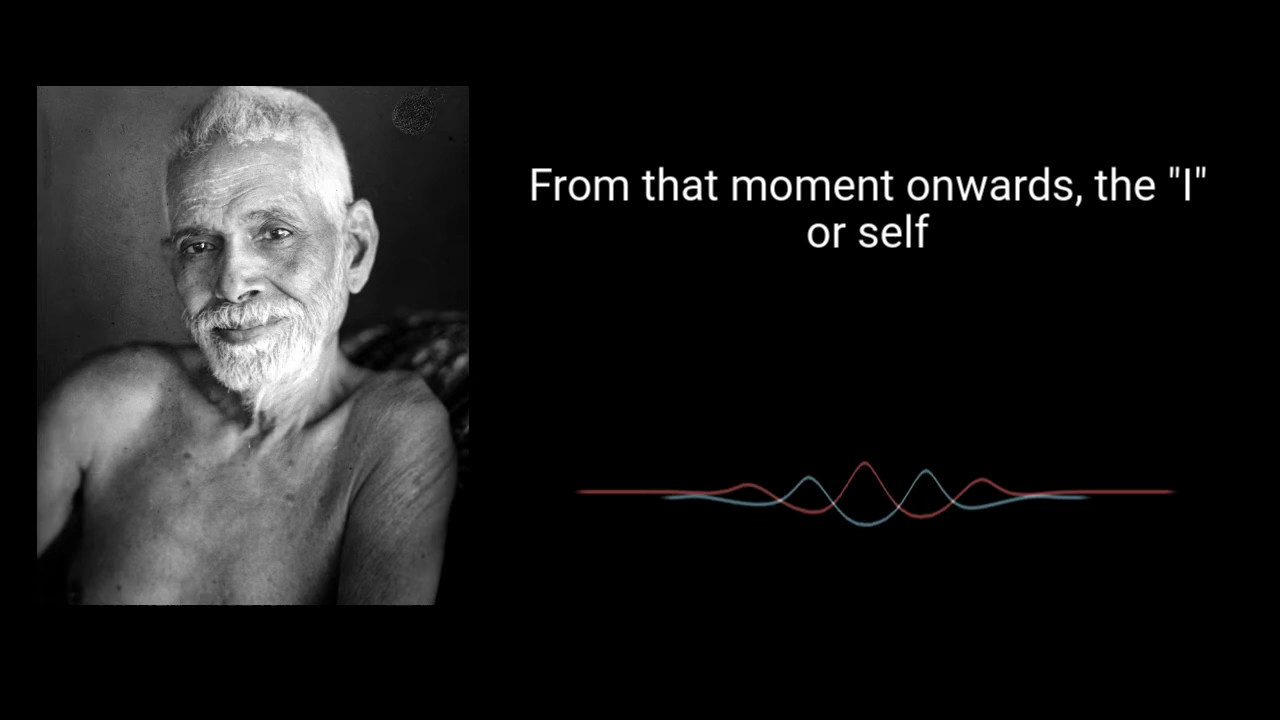 From that moment onwards, the "I"
or self